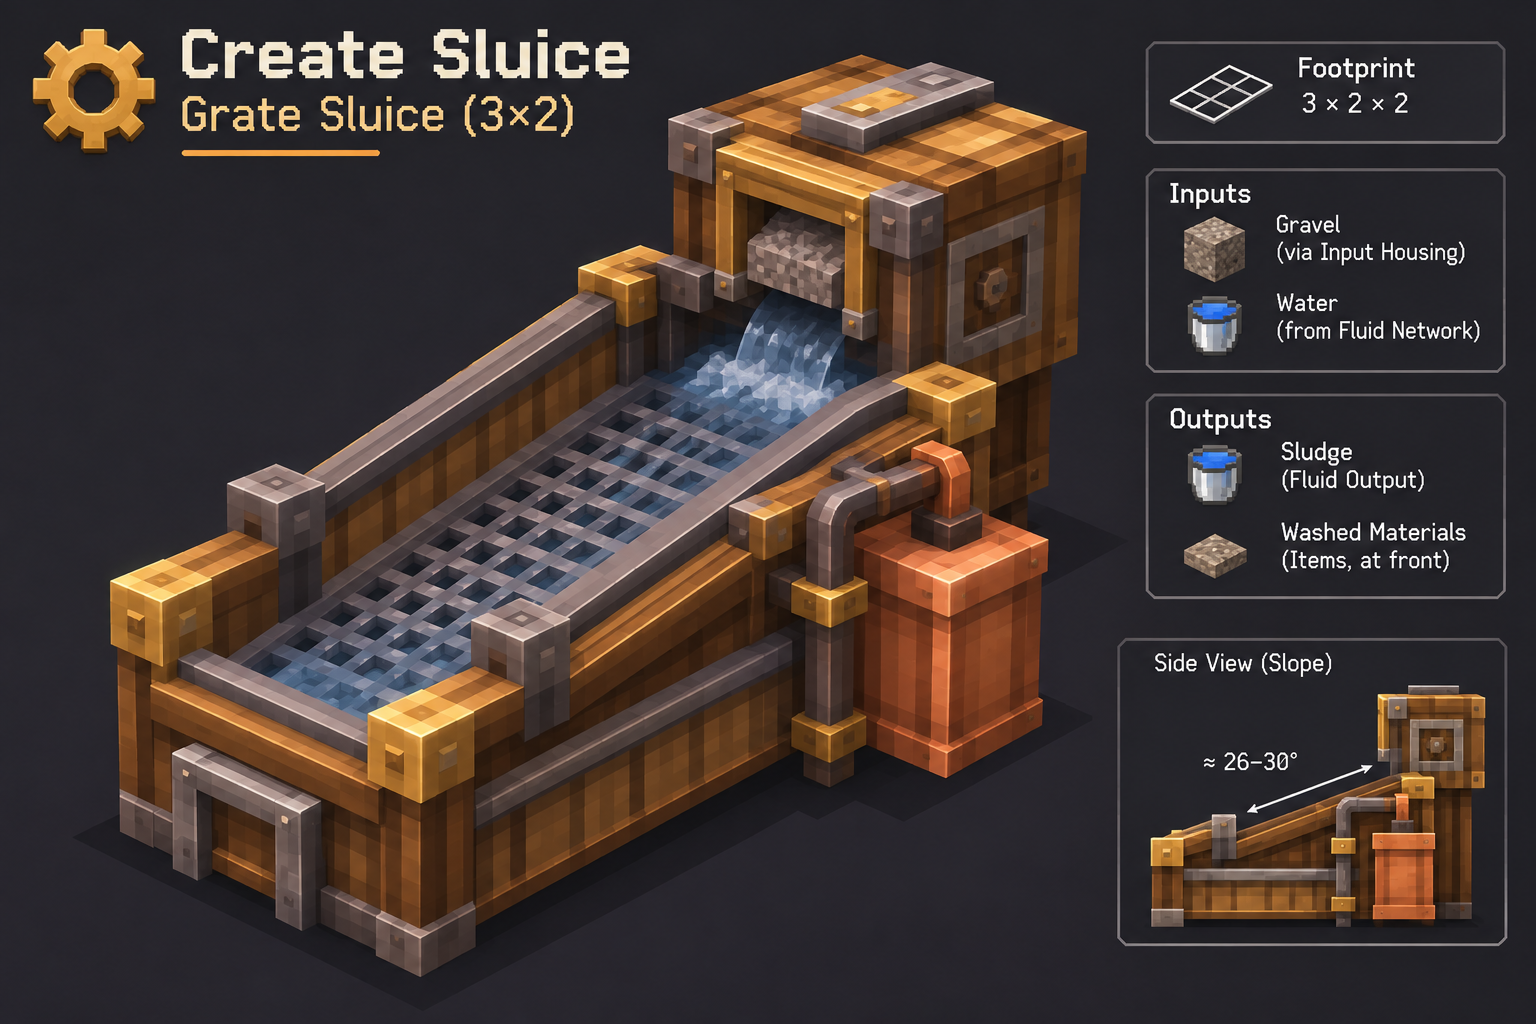 Create Sluice
Grate Sluice (3×2)
Footprint
3 × 2 × 2
Inputs
Gravel
(via Input Housing)
Water
(from Fluid Network)
Outputs
Sludge
(Fluid Output)
Washed Materials
(Items, at front)
Side View (Slope)
≈ 26–30°